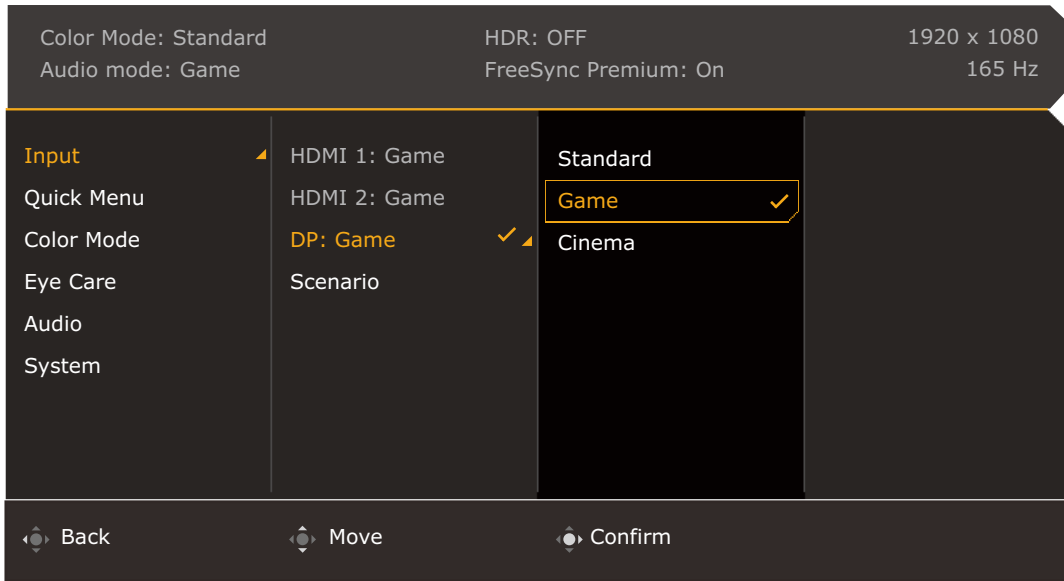 Color Mode: Standard
Audio mode: Game
HDR: OFF
FreeSync Premium: On
1920 x 1080
165 Hz
Input
Quick Menu
Color Mode
Eye Care
Audio
System
HDMI 1: Game
HDMI 2: Game
DP: Game
Scenario
Standard
Game
Cinema
Back
Move
Confirm